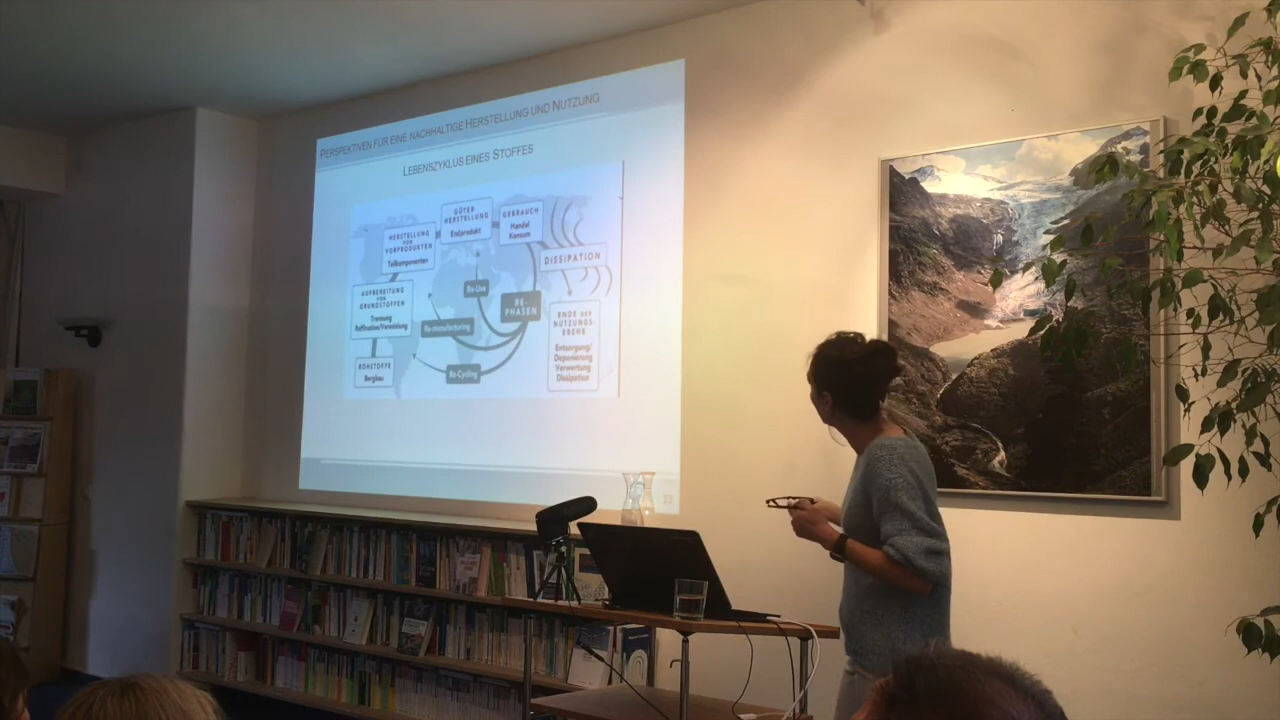 PERSPEKTIVEN FÜR EINE NACHHALTIGE HERSTELLUNG UND NUTZUNG
LEBENSZYKLUS EINES STOFFES
GÜTER
HERSTELLUNG
Endprodukt
GEBRAUCH
Handel
Konsum
HERSTELLUNG
VON
VORPRODUKTEN
Teilkomponenten
DISSIPATION
AUFBEREITUNG
VON
GRUNDSTOFFEN
Trennung
Raffination/Veredelung
Re-Use
RE-
PHASEN
Re-manufacturing
ENDE DER
NUTZUNGS-
EBENE
Entsorgung/
Deponierung
Verwertung
Dissipation
ROHSTOFFE
Bergbau
Re-Cycling